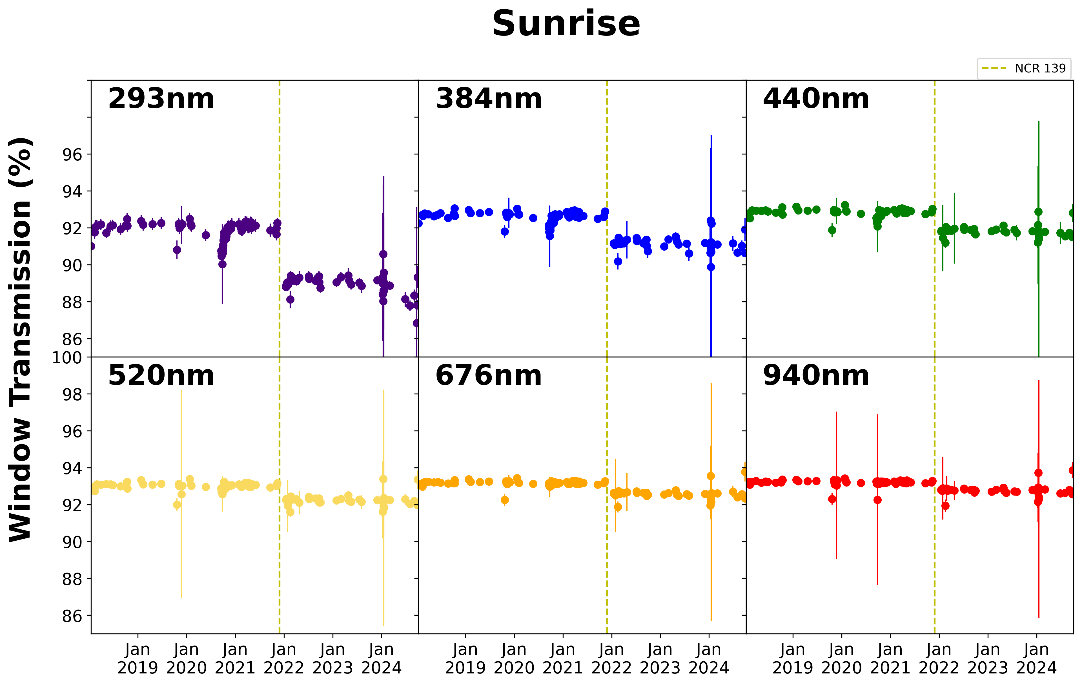 Sunrise
NCR 139
293nm
384nm
440nm
Window Transmission (%)
96
94
92
90
88
86
100
520nm
676nm
940nm
98
96
94
92
90
88
86
Jan Jan Jan Jan Jan Jan
2019 2020 2021 2022 2023 2024
Jan Jan Jan Jan Jan Jan
2019 2020 2021 2022 2023 2024
Jan Jan Jan Jan Jan Jan
2019 2020 2021 2022 2023 2024